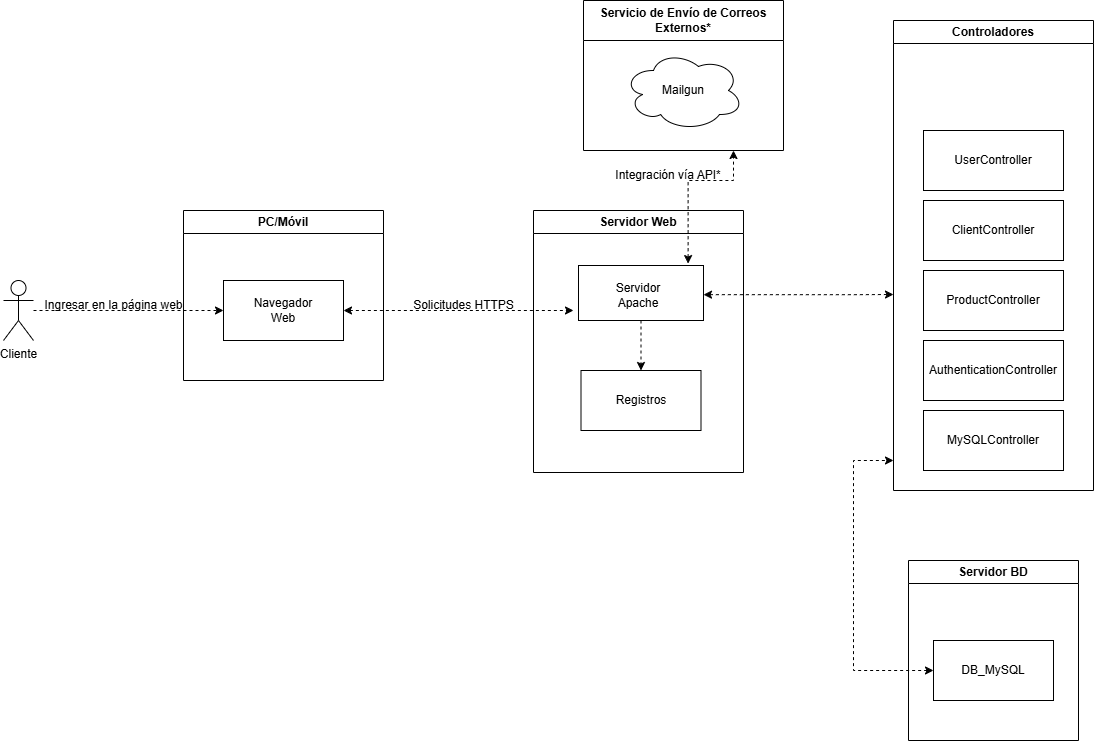 Servicio de Envío de Correos
Externos*
Mailgun
Integración vía API*
Controladores
UserController
ClientController
ProductController
AuthenticationController
MySQLController
PC/Móvil
Navegador
Web
Ingresar en la página web
Cliente
Solicitudes HTTPS
Servidor Web
Servidor
Apache
Registros
Servidor BD
DB_MySQL